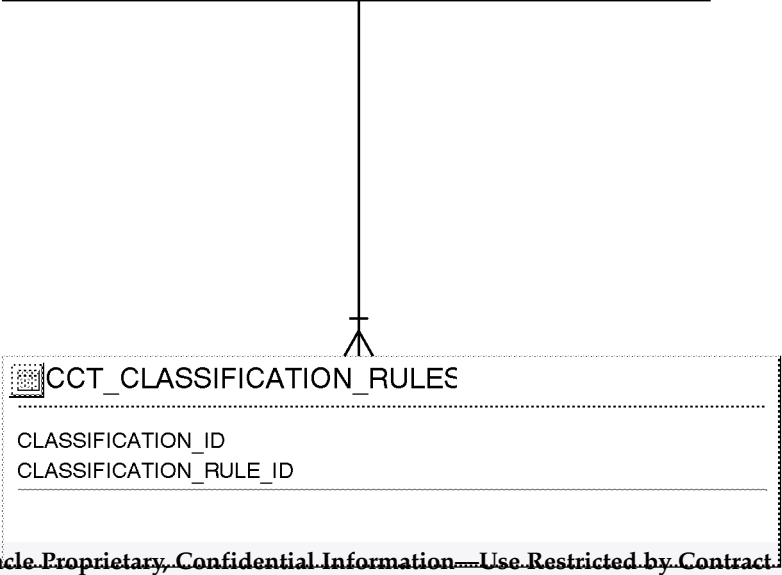 CCT_CLASSIFICATION_RULES
CLASSIFICATION_ID
CLASSIFICATION_RULE_ID
Proprietary, Confidential Information—Use Restricted by Contract